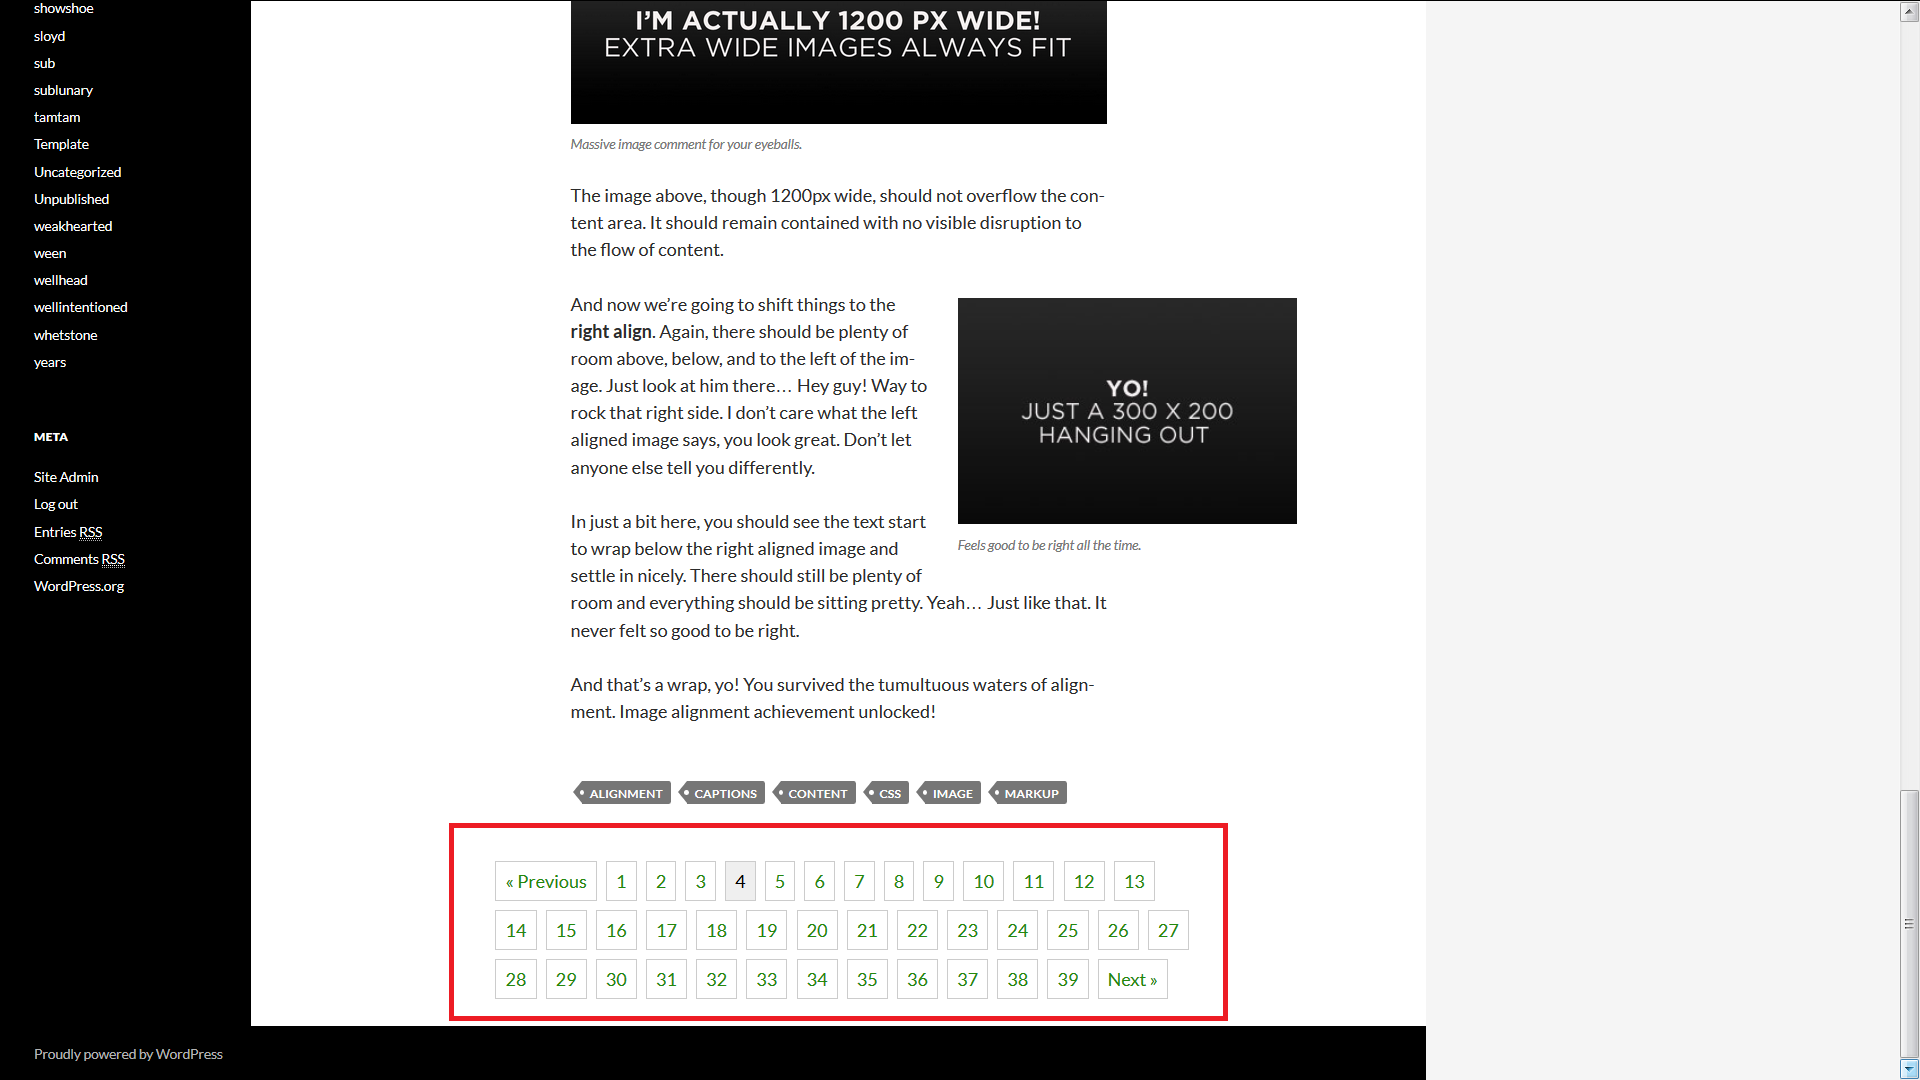 showshoe
sloyd
sub
sublunary
tamtam
Template
Uncategorized
Unpublished
weakhearted
ween
wellhead
wellintentioned
whetstone
years
META
Site Admin
Log out
Entries RSS
Comments RSS
WordPress.org
I'M ACTUALLY 1200 PX WIDE!
EXTRA WIDE IMAGES ALWAYS FIT
Massive image comment for your eyeballs.
The image above, though 1200px wide, should not overflow the con-
tent area. It should remain contained with no visible disruption to
the flow of content.
And now we're going to shift things to the
right align. Again, there should be plenty of
room above, below, and to the left of the im-
age. Just look at him there… Hey guy! Way to
rock that right side. I don't care what the left
aligned image says, you look great. Don't let
anyone else tell you differently.
YO!
JUST A 300 X 200
HANGING OUT
Feels good to be right all the time.
In just a bit here, you should see the text start
to wrap below the right aligned image and
settle in nicely. There should still be plenty of
room and everything should be sitting pretty. Yeah… Just like that. It
never felt so good to be right.
And that's a wrap, yo! You survived the tumultuous waters of align-
ment. Image alignment achievement unlocked!
ALIGNMENT CAPTIONS CONTENT CSS IMAGE MARKUP
« Previous 1 2 3 4 5 6 7 8 9 10 11 12 13
14 15 16 17 18 19 20 21 22 23 24 25 26 27
28 29 30 31 32 33 34 35 36 37 38 39 Next »
Proudly powered by WordPress